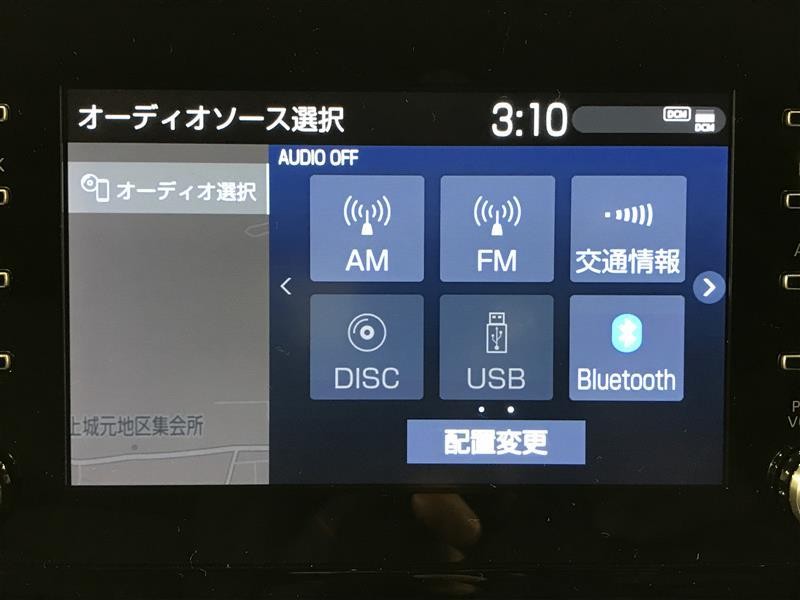 オーディオソース選択
3:10
DCM
DCM
オーディオ選択
AUDIO OFF
AM
FM
交通情報
DISC
USB
Bluetooth
上城元地区集会所
配置変更